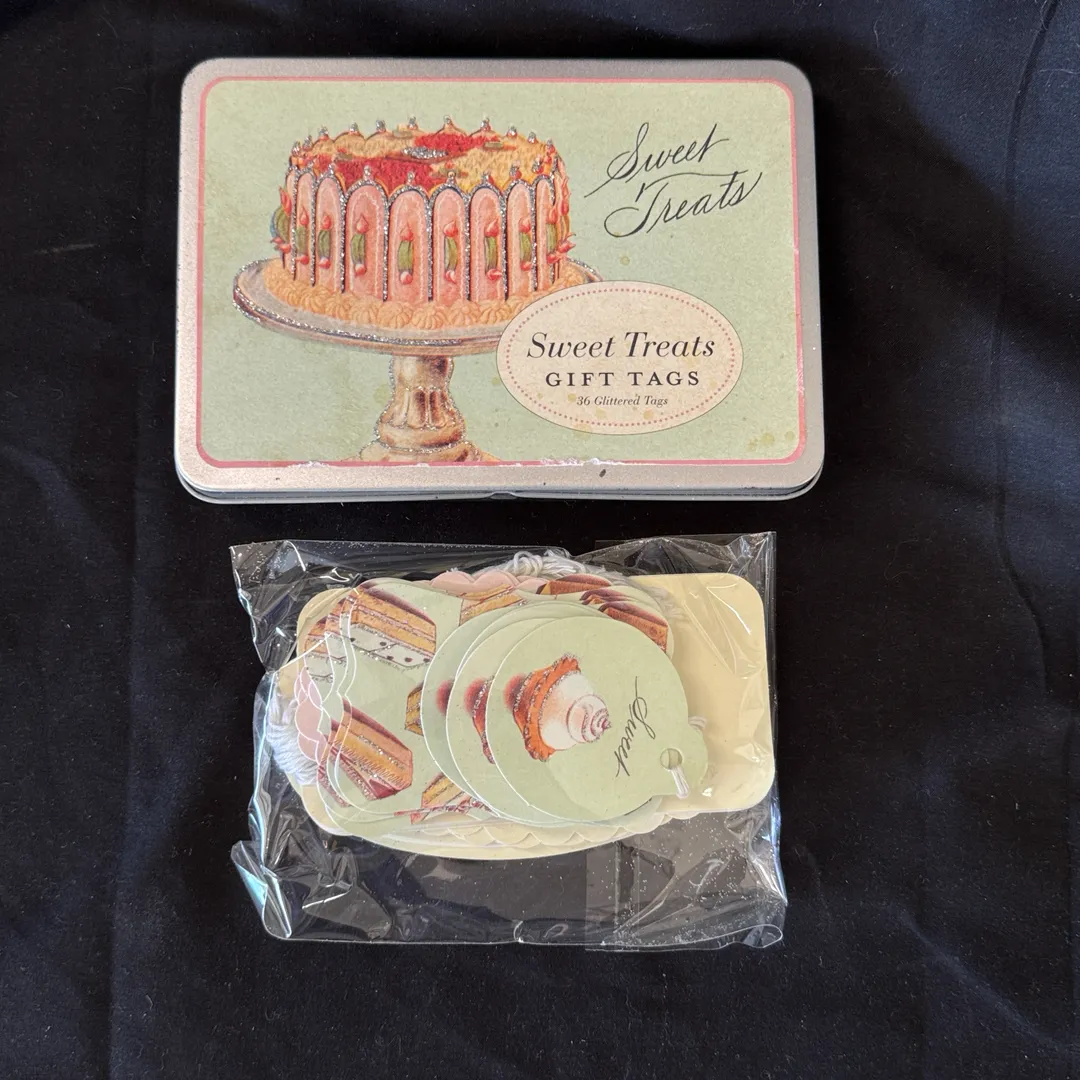 Sweet
Treats
Sweet Treats
GIFT TAGS
36 Glittered Tags
Sweet